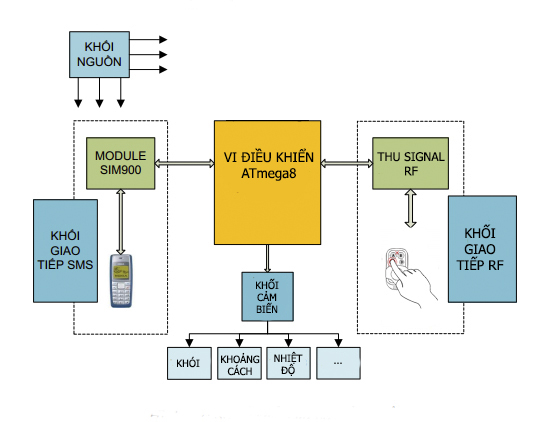 KHỐI
NGUỒN
MODULE
SIM900
VI ĐIỀU KHIỂN
ATmega8
THU SIGNAL
RF
KHỐI
GIAO
TIẾP SMS
KHỐI
GIAO
TIẾP RF
KHỐI
CẢM
BIẾN
KHÓI
KHOẢNG
CÁCH
NHIỆT
ĐỘ
...